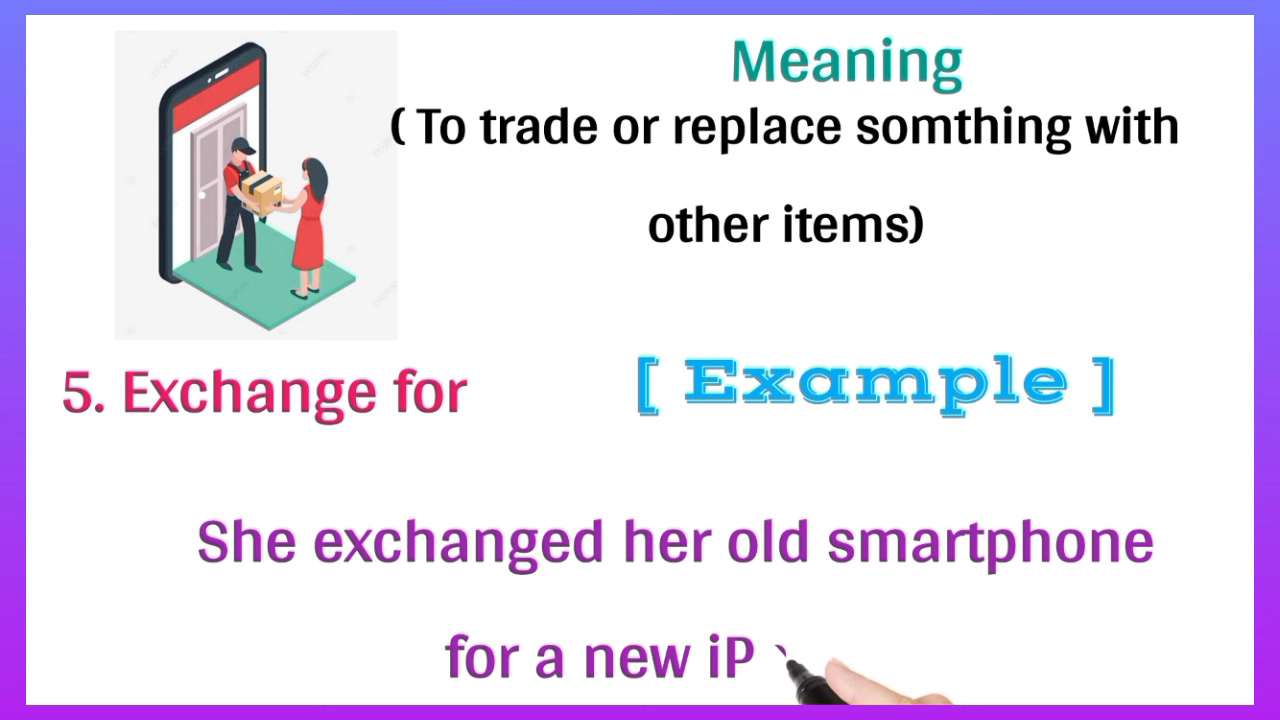 Meaning
( To trade or replace somthing with
other items)
5. Exchange for
[ Example ]
She exchanged her old smartphone
for a new iP